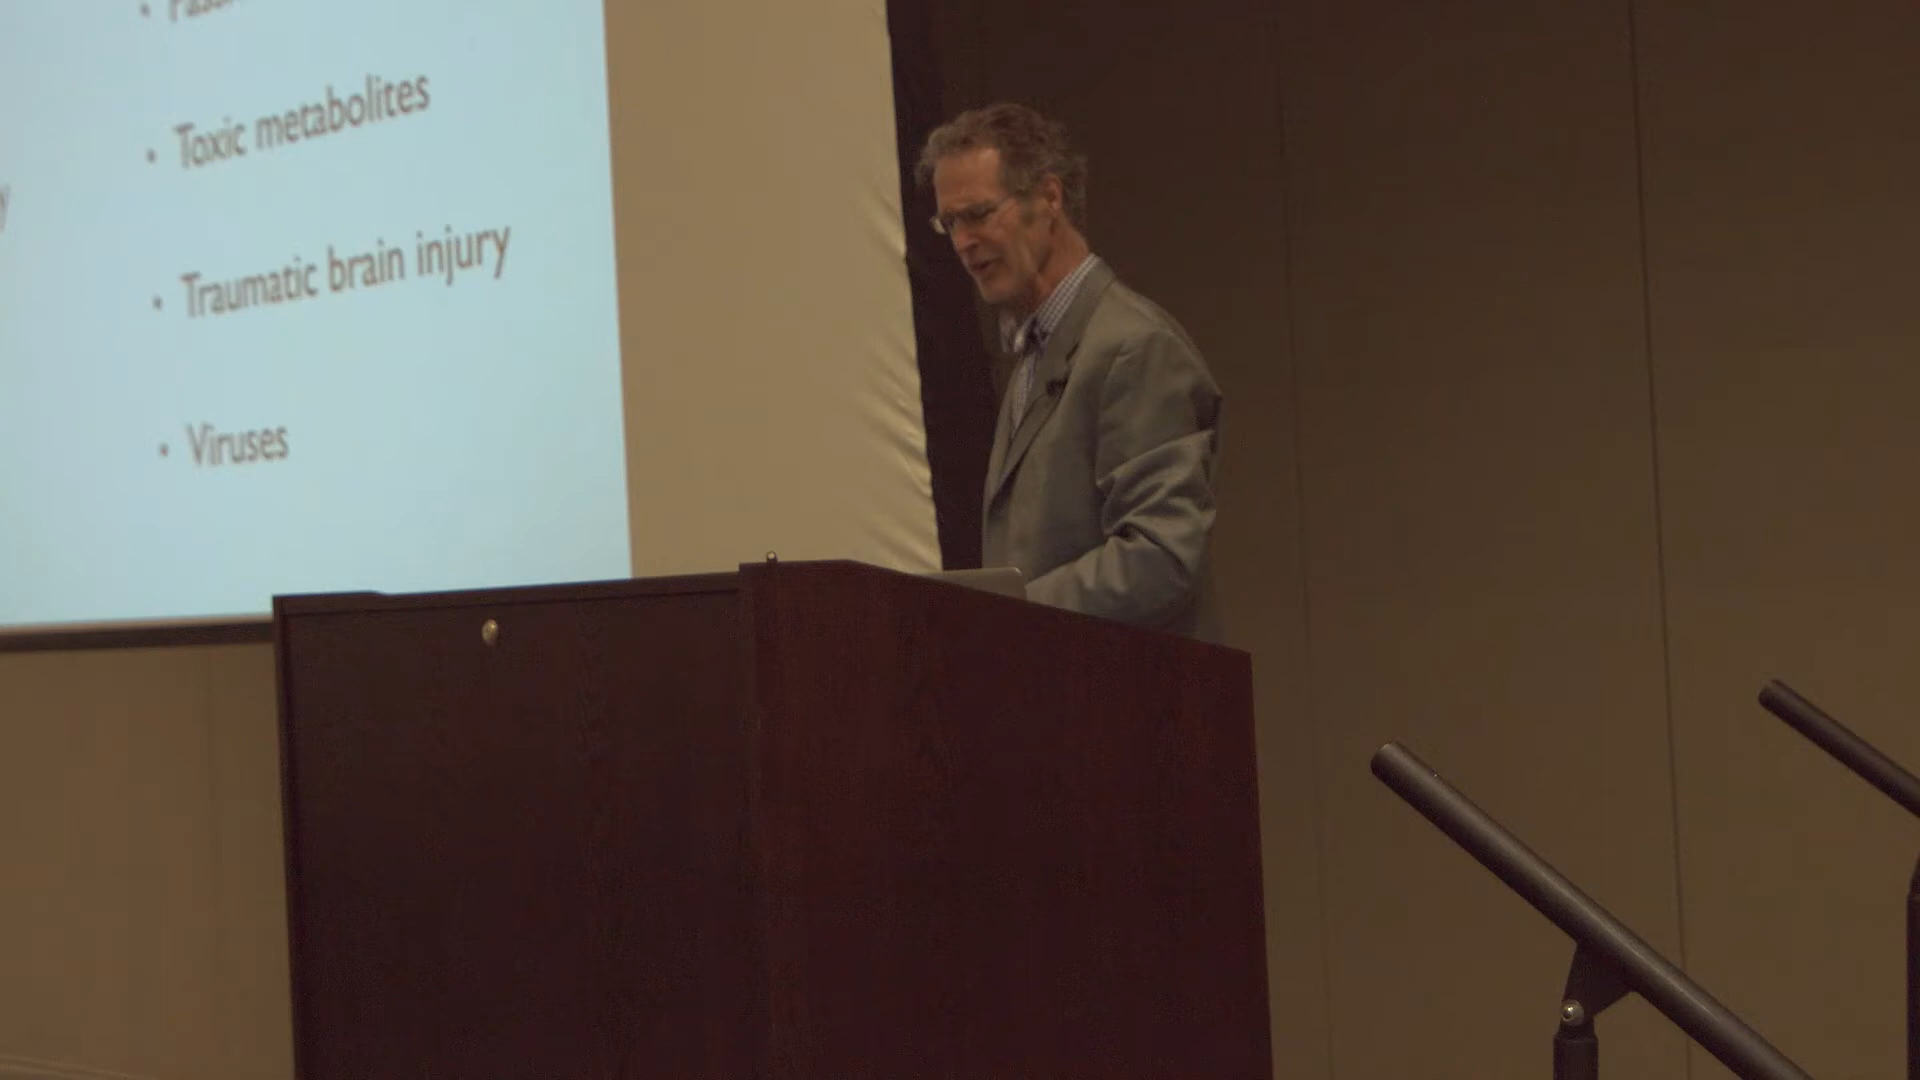 • Toxic metabolites
• Traumatic brain injury
• Viruses